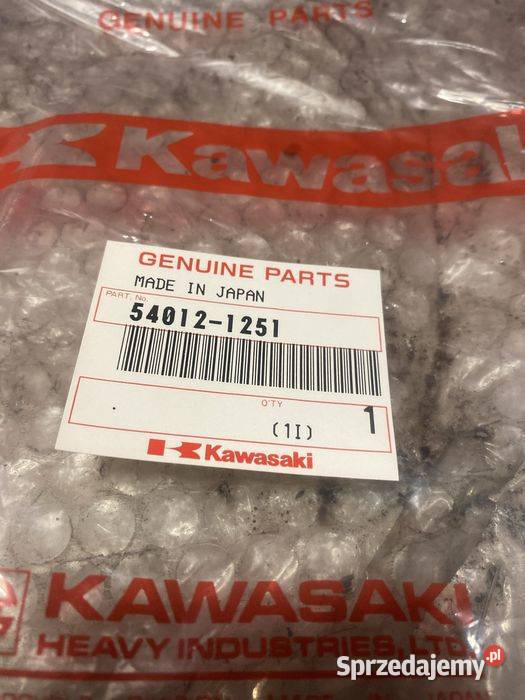 GENUINE PARTS
Kawasaki
GENUINE PARTS
MADE IN JAPAN
PART. No.
54012-1251
Q'TY
1
(1I)
Kawasaki
KAWASAKI
HEAVY INDUSTRIES, LTD.
Sprzedajemy.pl